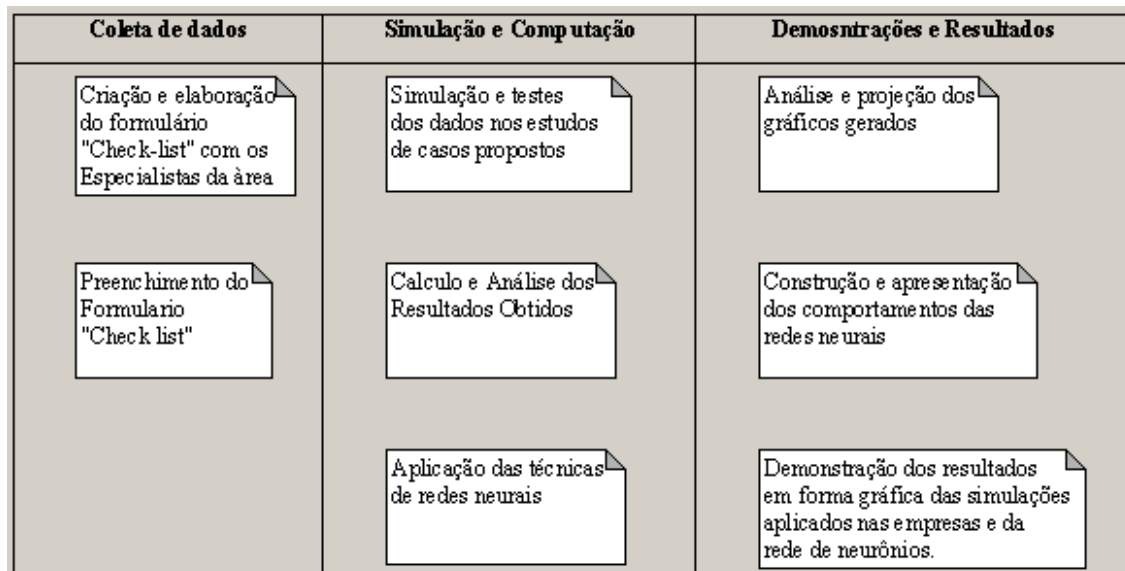 Coleta de dados
Criação e elaboração
do formulário
"Check-list" com os
Especialistas da àrea
Preenchimento do
Formulario
"Check list"
Simulação e Computação
Simulação e testes
dos dados nos estudos
de casos propostos
Calculo e Análise dos
Resultados Obtidos
Aplicação das técnicas
de redes neurais
Demosntrações e Resultados
Análise e projeção dos
gráficos gerados
Construção e apresentação
dos comportamentos das
redes neurais
Demonstração dos resultados
em forma gráfica das simulações
aplicados nas empresas e da
rede de neurônios.